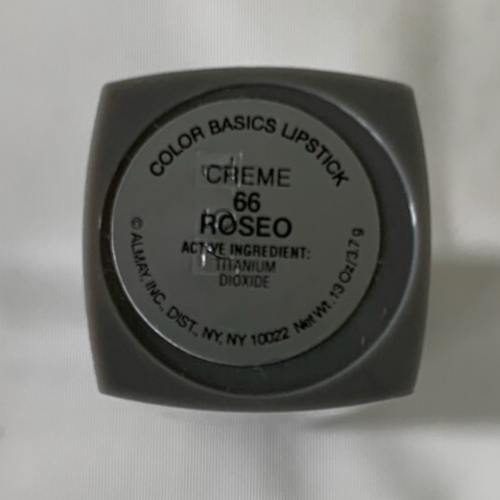 COLOR BASICS LIPSTICK
CREME
66
ROSEO
ACTIVE INGREDIENT:
TITANIUM
DIOXIDE
© ALMAY, INC., DIST., NY, NY 10022 Net Wt. .13 Oz/3.7 g